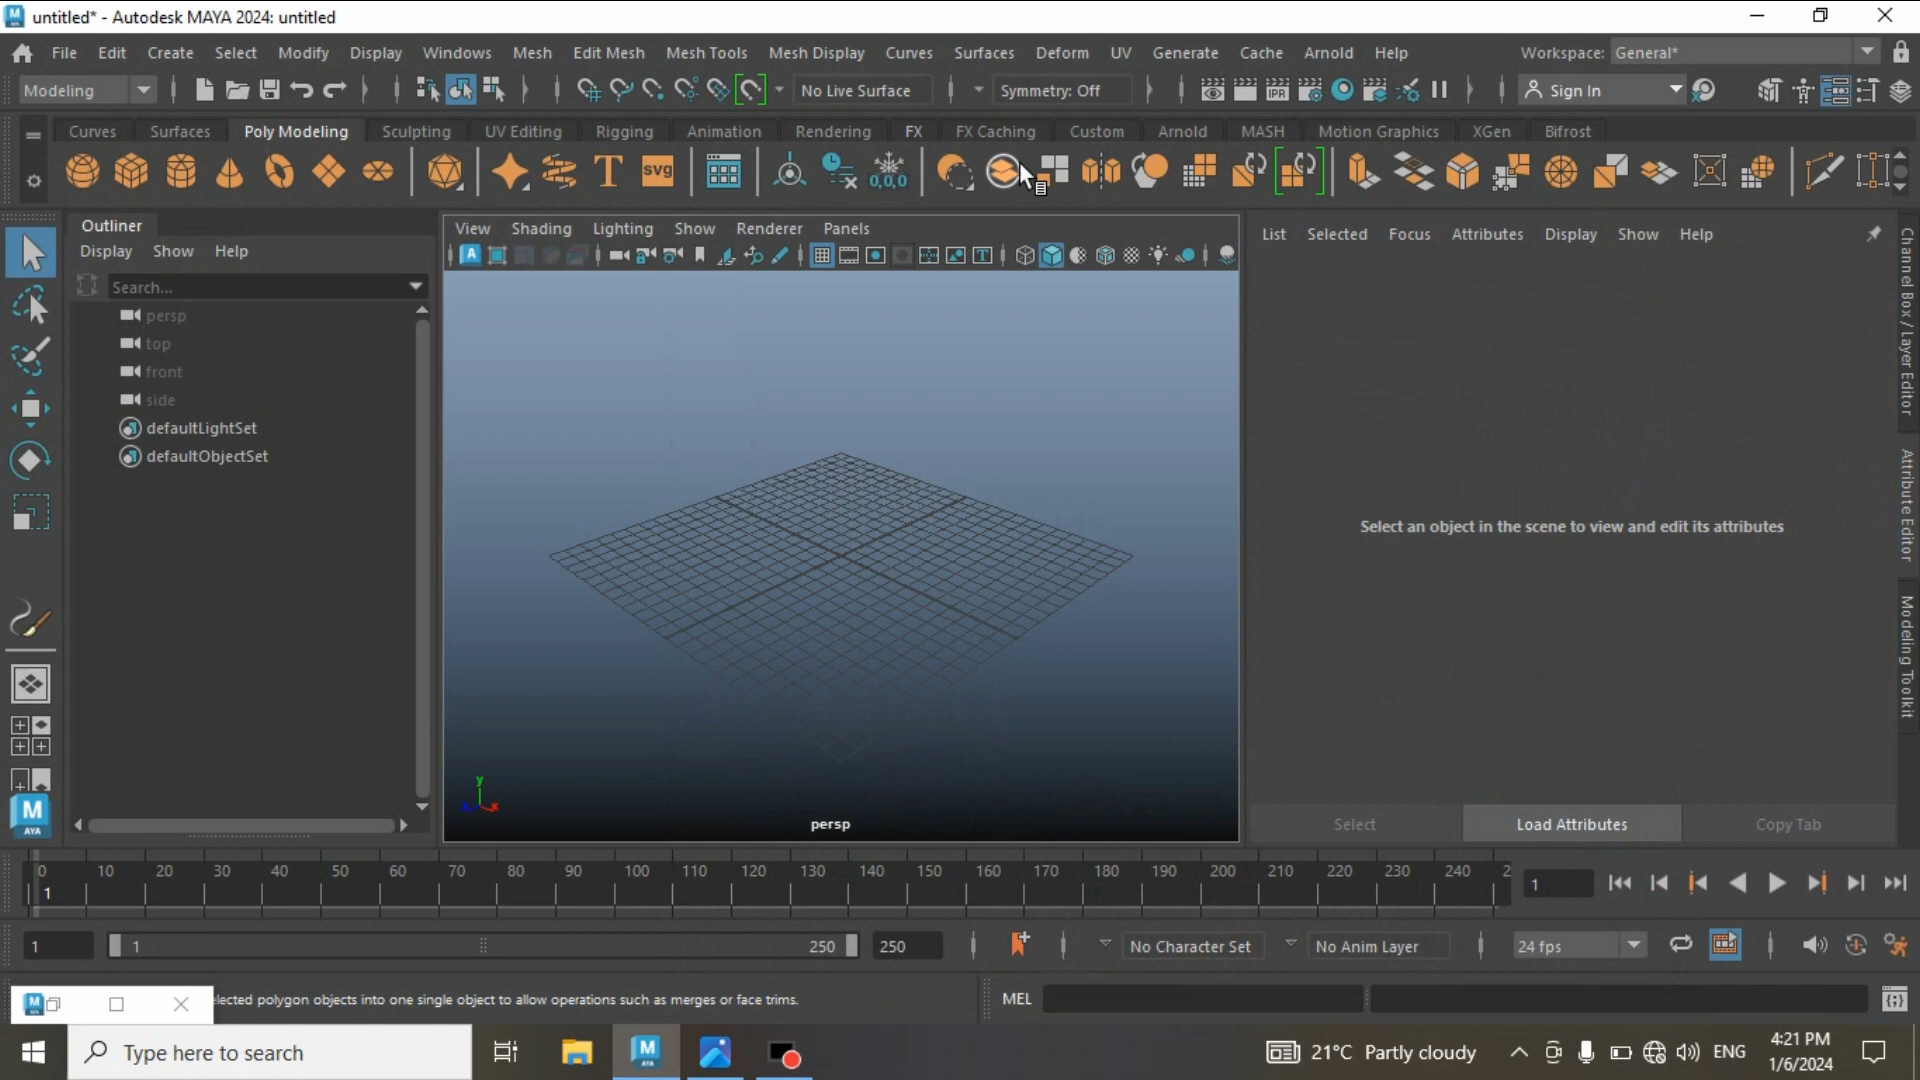 untitled* - Autodesk MAYA 2024: untitled
File Edit Create Select Modify Display Windows Mesh Edit Mesh Mesh Tools Mesh Display Curves Surfaces Deform UV Generate Cache Arnold Help Workspace: General*
Modeling No Live Surface Symmetry: Off IPR Sign In
Curves Surfaces Poly Modeling Sculpting UV Editing Rigging Animation Rendering FX FX Caching Custom Arnold MASH Motion Graphics XGen Bifrost
T SVG 0,0,0
Outliner
Display Show Help
Search...
persp
top
front
side
defaultLightSet
defaultObjectSet
View Shading Lighting Show Renderer Panels
y
x
persp
List Selected Focus Attributes Display Show Help
Select an object in the scene to view and edit its attributes
Select Load Attributes Copy Tab
Channel Box / Layer Editor
Attribute Editor
Modeling Toolkit
M
AYA
0 10 20 30 40 50 60 70 80 90 100 110 120 130 140 150 160 170 180 190 200 210 220 230 240 2
1 1
1 1 250 250 No Character Set No Anim Layer 24 fps
lected polygon objects into one single object to allow operations such as merges or face trims. MEL
Type here to search 21°C Partly cloudy ENG 4:21 PM
1/6/2024